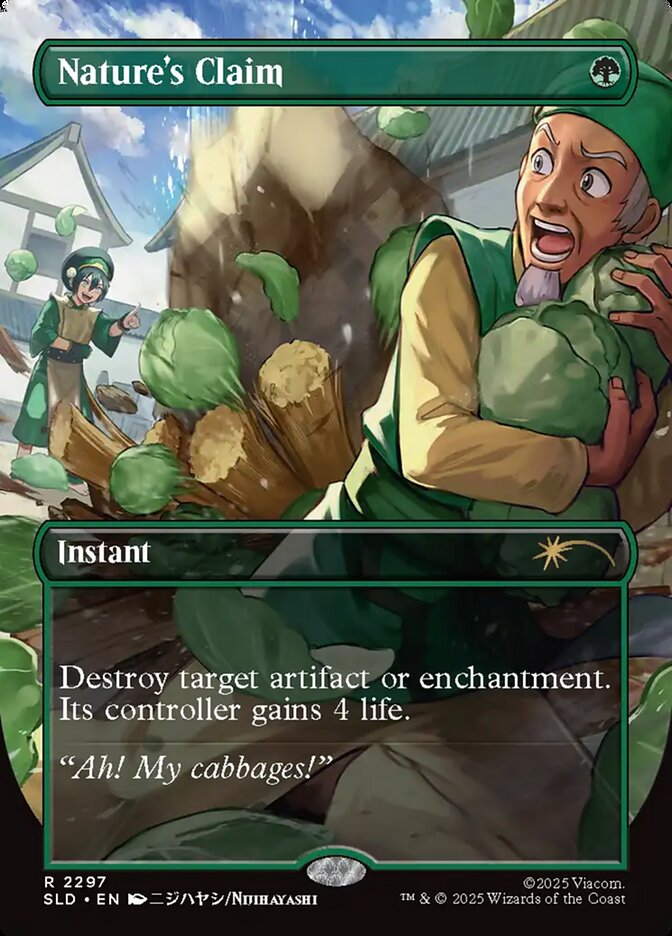 Nature's Claim
Instant
Destroy target artifact or enchantment.
Its controller gains 4 life.
“Ah! My cabbages!”
R 2297
©2025 Viacom.
SLD • EN ニジハヤシ/Nijihayashi
™ & © 2025 Wizards of the Coast